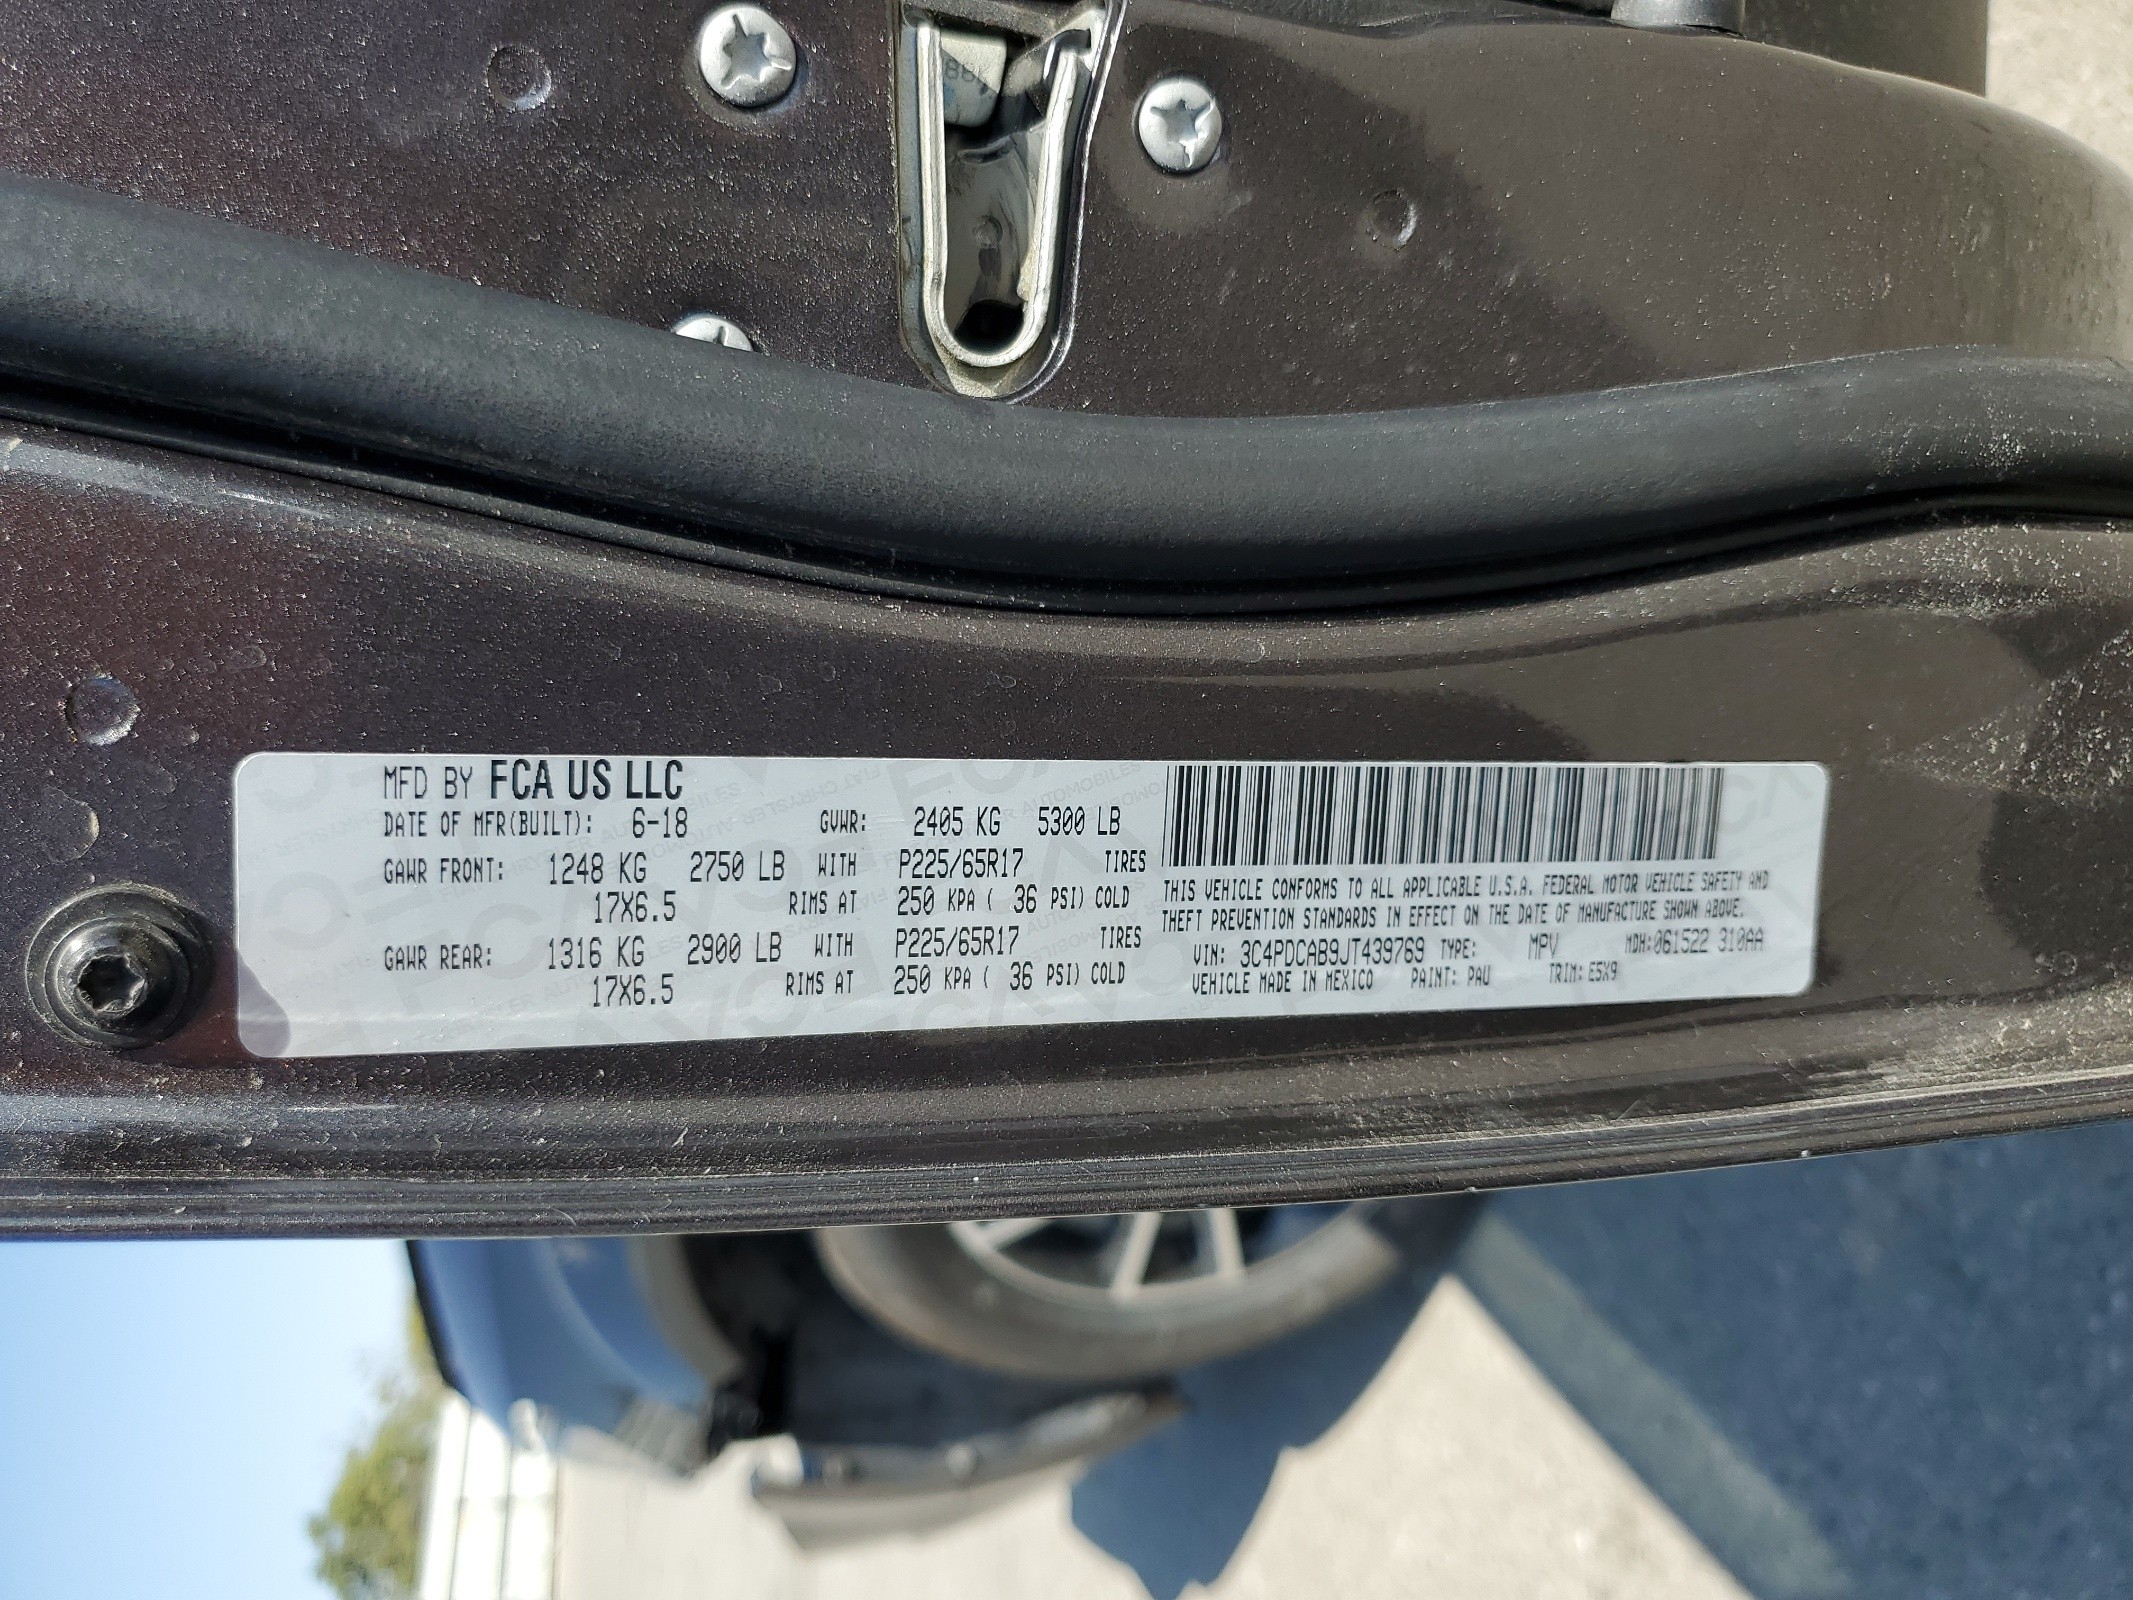 MFD BY FCA US LLC
DATE OF MFR(BUILT): 6-18 GVWR: 2405 KG 5300 LB
GAWR FRONT: 1248 KG 2750 LB WITH P225/65R17 TIRES
17X6.5 RIMS AT 250 KPA ( 36 PSI) COLD
GAWR REAR: 1316 KG 2900 LB WITH P225/65R17 TIRES
17X6.5 RIMS AT 250 KPA ( 36 PSI) COLD
THIS VEHICLE CONFORMS TO ALL APPLICABLE U.S.A. FEDERAL MOTOR VEHICLE SAFETY AND
THEFT PREVENTION STANDARDS IN EFFECT ON THE DATE OF MANUFACTURE SHOWN ABOVE.
VIN: 3C4PDCAB9JT439769 TYPE: MPV MDH:061522 310AA
VEHICLE MADE IN MEXICO PAINT: PAU TRIM: E5X9